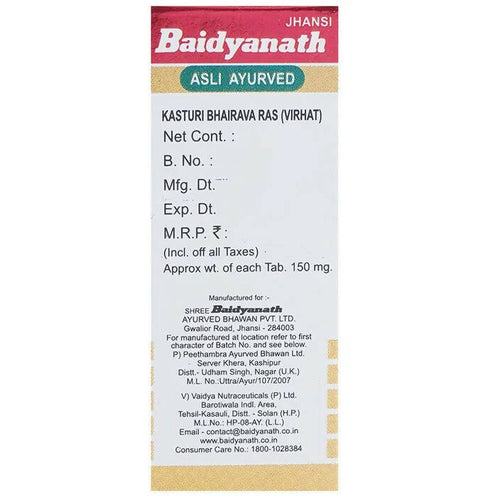 JHANSI
Baidyanath
ASLI AYURVED
KASTURI BHAIRAVA RAS (VIRHAT)
Net Cont. :
B. No. :
Mfg. Dt.
Exp. Dt.
M.R.P. ₹ :
(Incl. off all Taxes)
Approx wt. of each Tab. 150 mg.
Manufactured for :-
SHREE Baidyanath
AYURVED BHAWAN PVT. LTD.
Gwalior Road, Jhansi - 284003
For manufactured at location refer to first
character of Batch No. and see below.
P) Peethambra Ayurved Bhawan Ltd.
Server Khera, Kashipur
Distt.- Udham Singh, Nagar (U.K.)
M.L. No.:Uttra/Ayur/107/2007
V) Vaidya Nutraceuticals (P) Ltd.
Barotiwala Indl. Area,
Tehsil-Kasauli, Distt. - Solan (H.P.)
M.L.No.: HP-08-AY. (L.L.)
Email - contact@baidyanath.co.in
www.baidyanath.co.in
Consumer Care No.: 1800-1028384